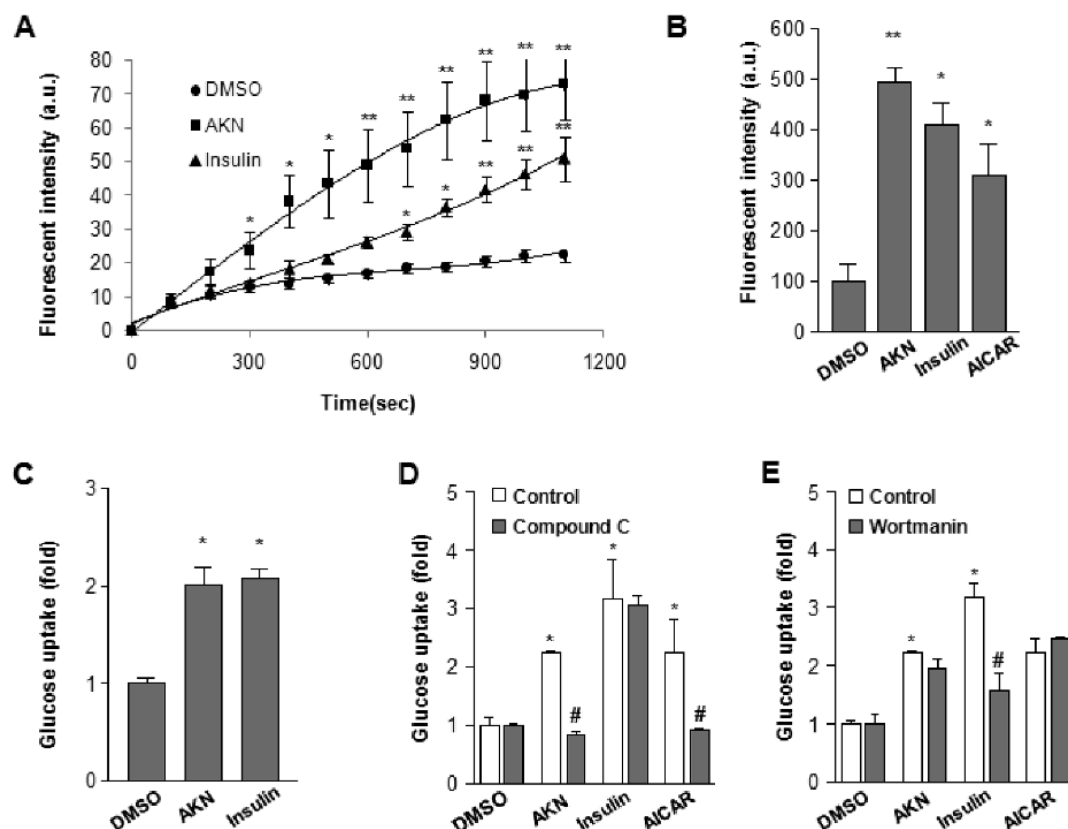 A
Fluorescent intensity (a.u.)
80
70
60
50
40
30
20
10
0
DMSO
AKN
Insulin
* * * * ** ** ** ** ** **
* * ** ** **
0 300 600 900 1200
Time(sec)
B
Fluorescent intensity (a.u.)
600
500
400
300
200
100
0
** * *
DMSO AKN Insulin AICAR
C
Glucose uptake (fold)
3
2
1
0
* *
DMSO AKN Insulin
D
Glucose uptake (fold)
5
4
3
2
1
0
Control
Compound C
* # * * #
DMSO AKN Insulin AICAR
E
Glucose uptake (fold)
5
4
3
2
1
0
Control
Wortmanin
* * #
DMSO AKN Insulin AICAR